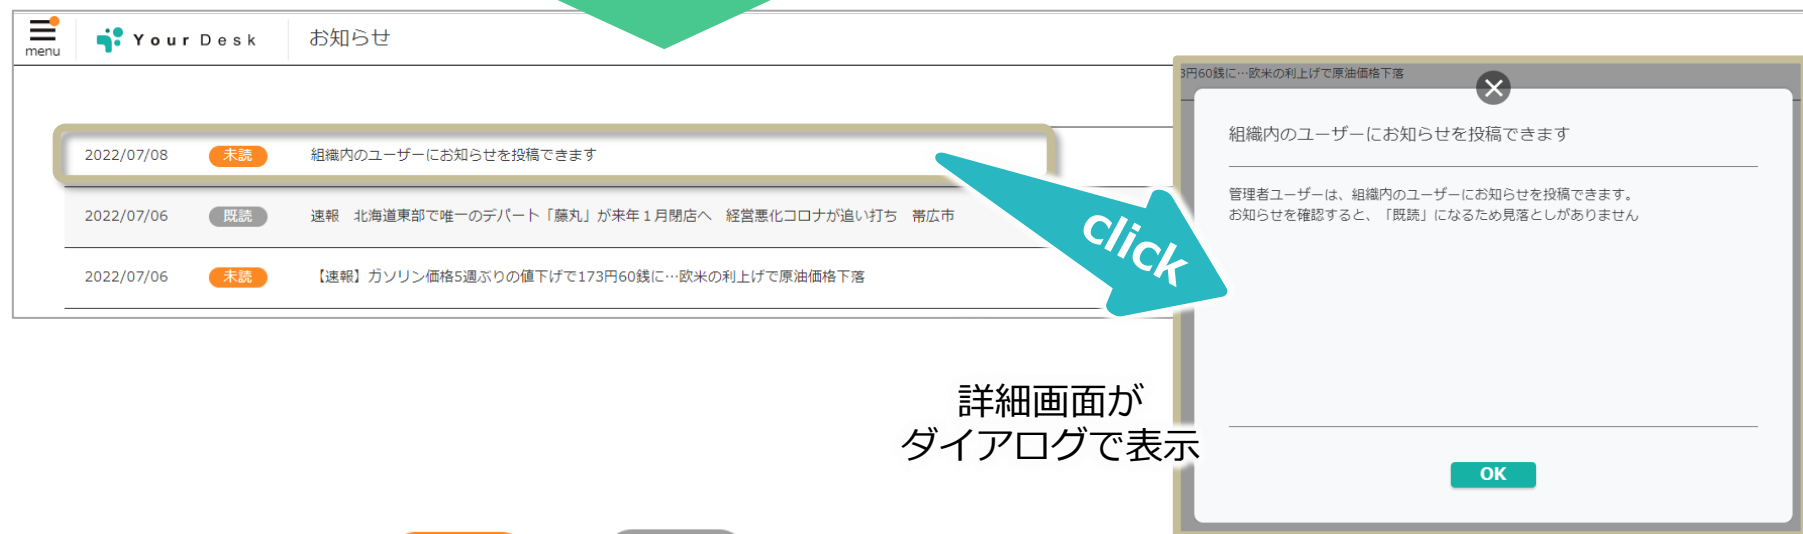 menu
Your Desk
お知らせ
2022/07/08 未読 組織内のユーザーにお知らせを投稿できます
2022/07/06 既読 速報 北海道東部で唯一のデパート「藤丸」が来年1月閉店へ 経営悪化コロナが追い打ち 帯広市
2022/07/06 未読 【速報】ガソリン価格5週ぶりの値下げで173円60銭に…欧米の利上げで原油価格下落
click
3円60銭に…欧米の利上げで原油価格下落
組織内のユーザーにお知らせを投稿できます
管理者ユーザーは、組織内のユーザーにお知らせを投稿できます。
お知らせを確認すると、「既読」になるため見落としがありません
OK
詳細画面が
ダイアログで表示